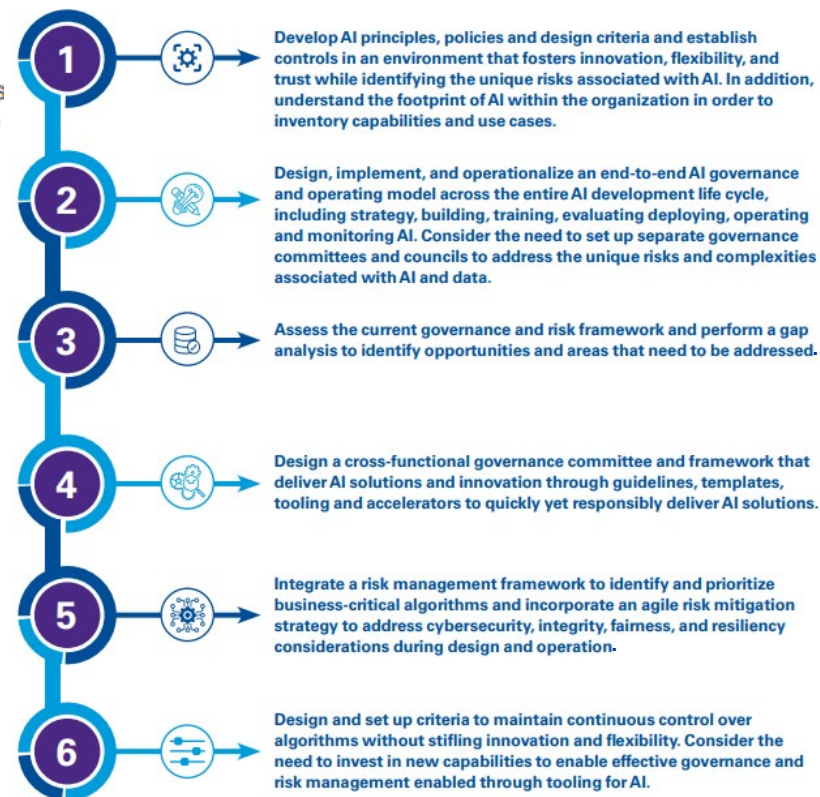 1
Develop AI principles, policies and design criteria and establish
controls in an environment that fosters innovation, flexibility, and
trust while identifying the unique risks associated with AI. In addition,
understand the footprint of AI within the organization in order to
inventory capabilities and use cases.
2
Design, implement, and operationalize an end-to-end AI governance
and operating model across the entire AI development life cycle,
including strategy, building, training, evaluating deploying, operating
and monitoring AI. Consider the need to set up separate governance
committees and councils to address the unique risks and complexities
associated with AI and data.
3
Assess the current governance and risk framework and perform a gap
analysis to identify opportunities and areas that need to be addressed.
4
Design a cross-functional governance committee and framework that
deliver AI solutions and innovation through guidelines, templates,
tooling and accelerators to quickly yet responsibly deliver AI solutions.
5
Integrate a risk management framework to identify and prioritize
business-critical algorithms and incorporate an agile risk mitigation
strategy to address cybersecurity, integrity, fairness, and resiliency
considerations during design and operation.
6
Design and set up criteria to maintain continuous control over
algorithms without stifling innovation and flexibility. Consider the
need to invest in new capabilities to enable effective governance and
risk management enabled through tooling for AI.